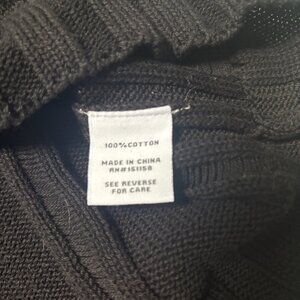 100% COTTON
MADE IN CHINA
RN#151158
SEE REVERSE
FOR CARE